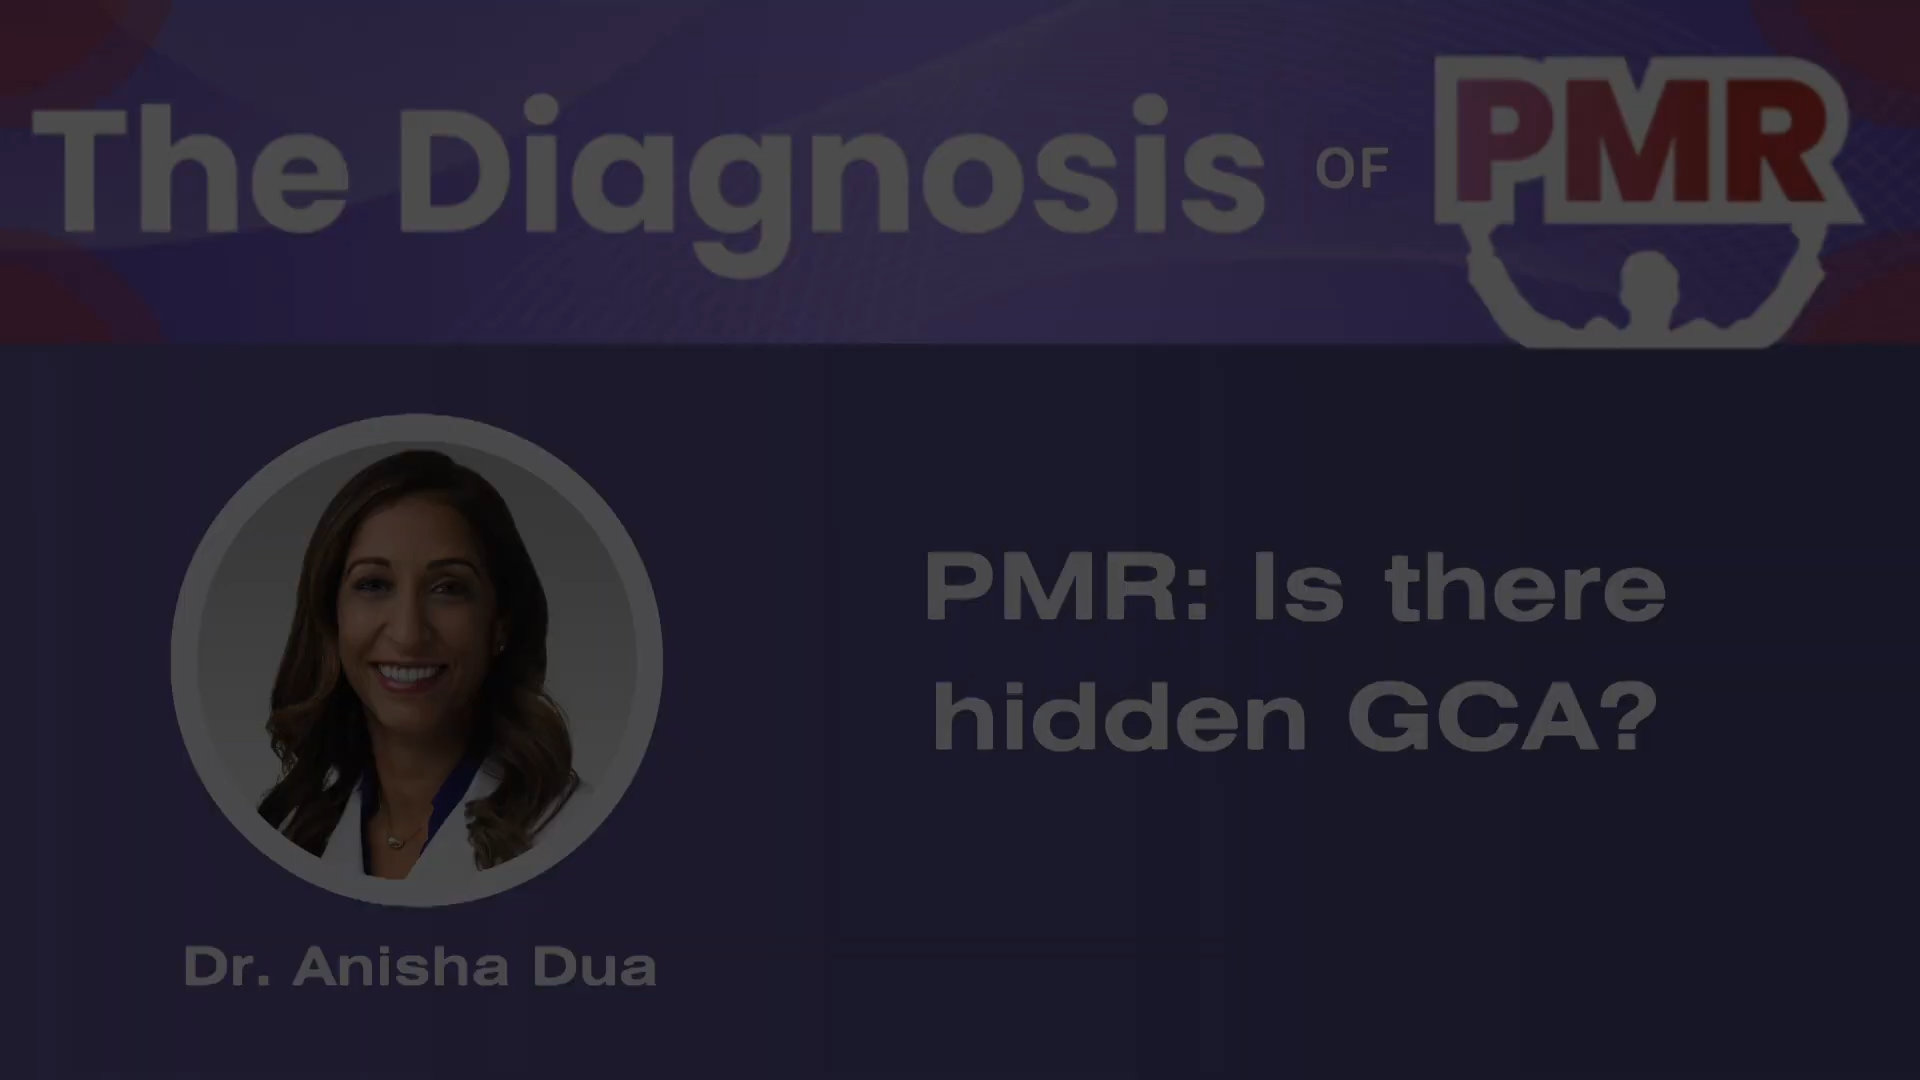 The Diagnosis OF PMR
PMR: Is there
hidden GCA?
Dr. Anisha Dua